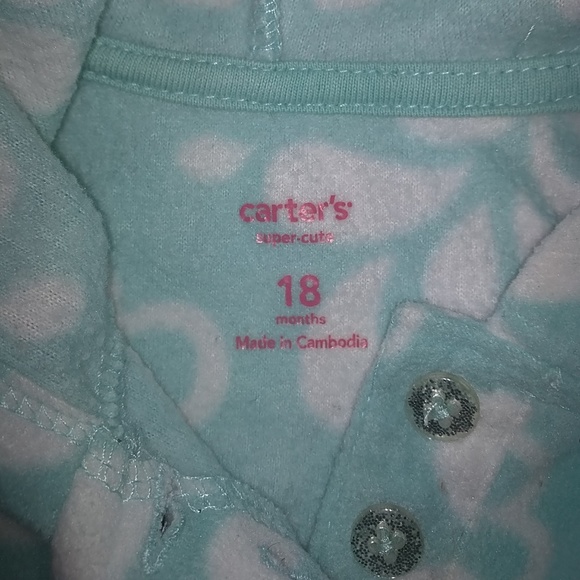 carter's
super-cute
18
months
Made in Cambodia